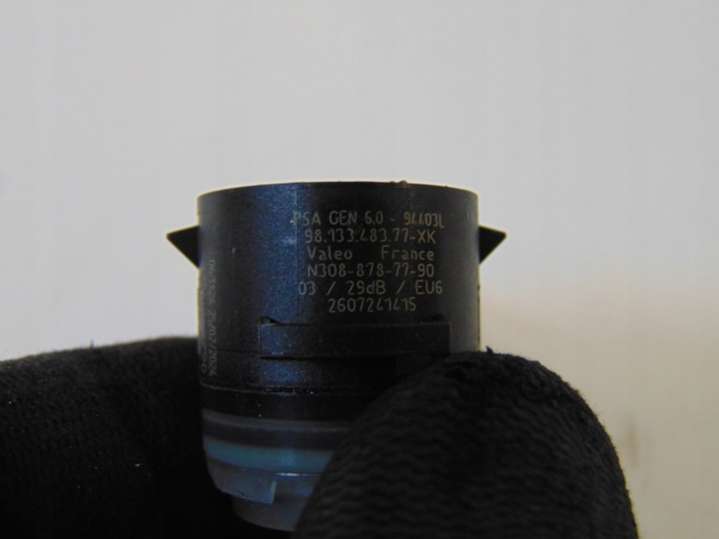 PSA GEN 6.0 - 94403L
98.133.483.77-XK
Valeo France
N308-878-77-90
03 / 29dB / EU6
2607241415